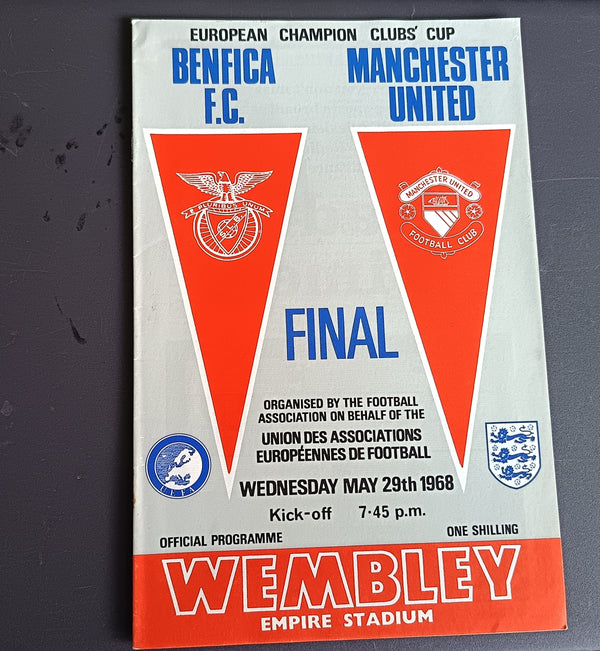 EUROPEAN CHAMPION CLUBS' CUP
BENFICA
F.C.
MANCHESTER
UNITED
E PLURIBUS UNUM
MANCHESTER UNITED
FOOTBALL CLUB
FINAL
ORGANISED BY THE FOOTBALL
ASSOCIATION ON BEHALF OF THE
UNION DES ASSOCIATIONS
EUROPÉENNES DE FOOTBALL
UEFA
WEDNESDAY MAY 29th 1968
Kick-off 7·45 p.m.
OFFICIAL PROGRAMME
ONE SHILLING
WEMBLEY
EMPIRE STADIUM